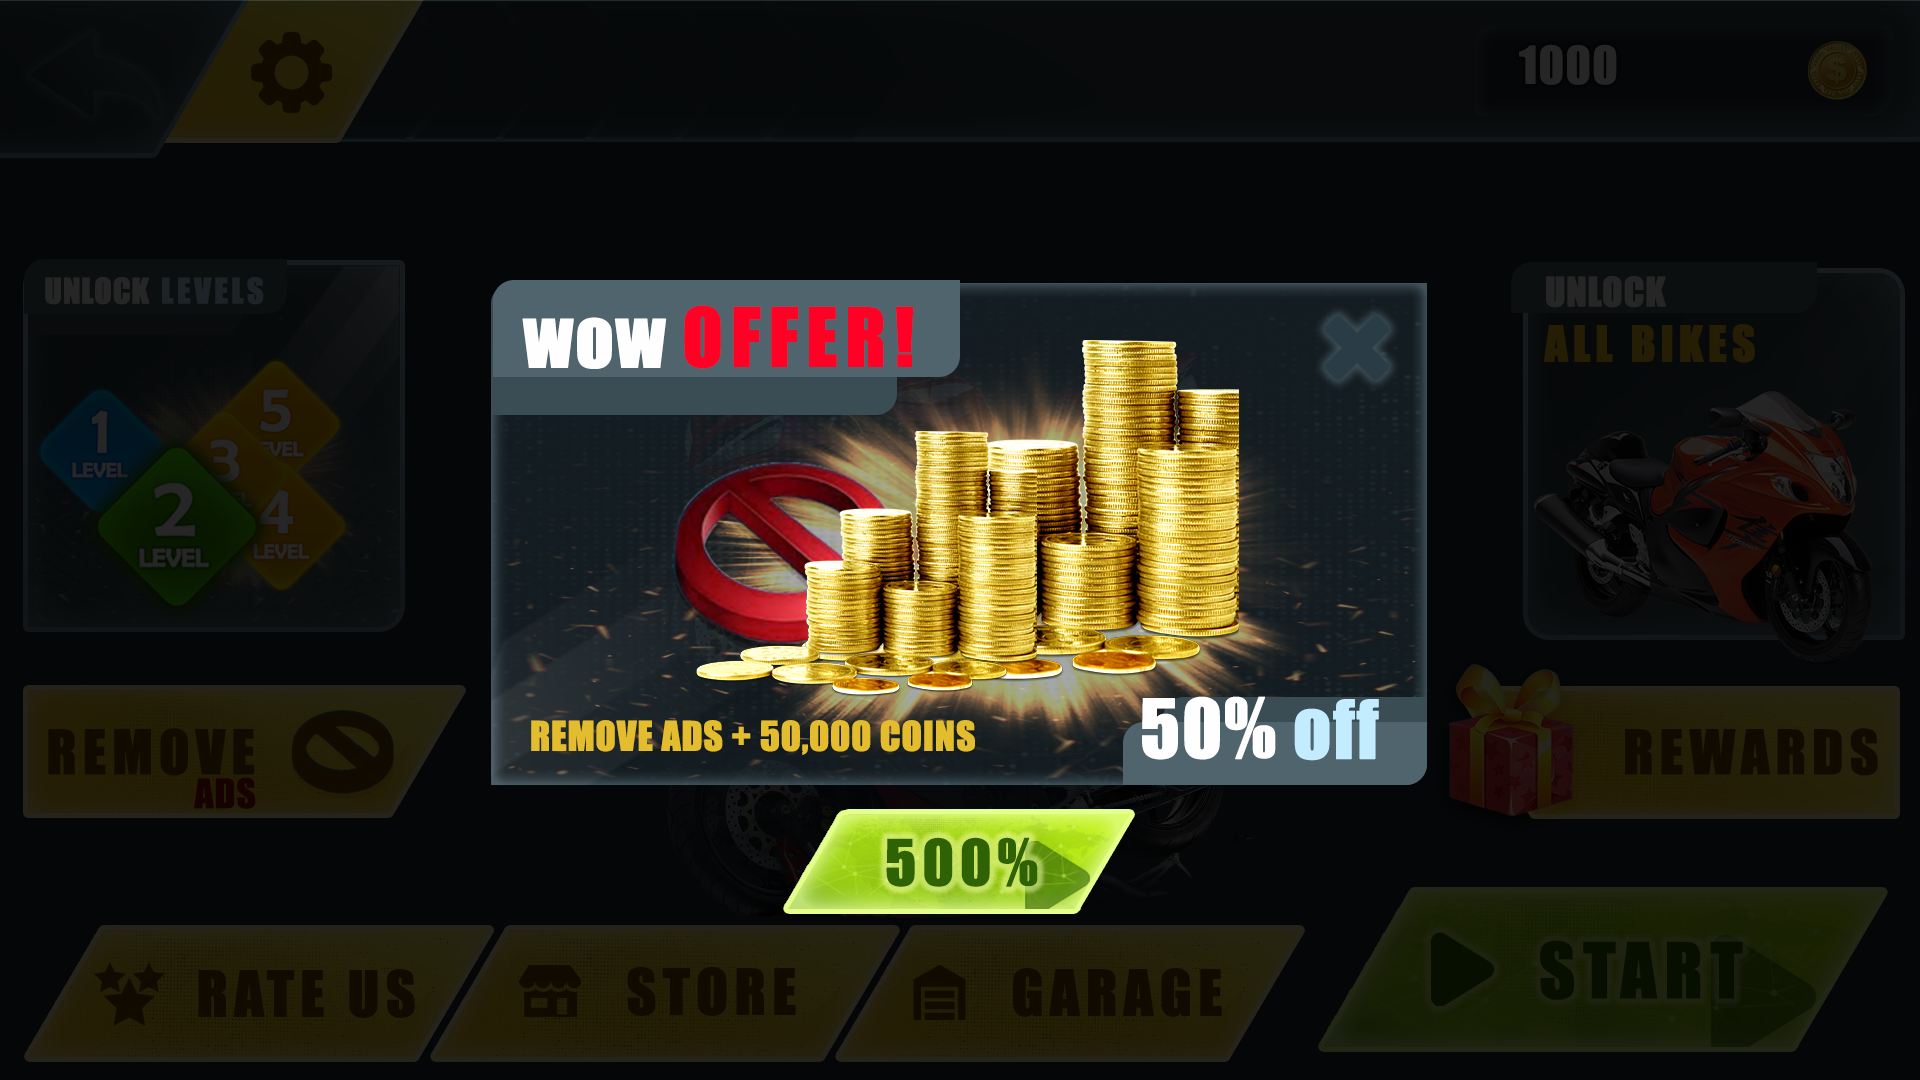 1000
UNLOCK LEVELS
1
LEVEL
2
LEVEL
3
5
LEVEL
4
LEVEL
WOW OFFER!
REMOVE ADS + 50,000 COINS
50% off
500%
UNLOCK
ALL BIKES
REMOVE
ADS
REWARDS
RATE US
STORE
GARAGE
START